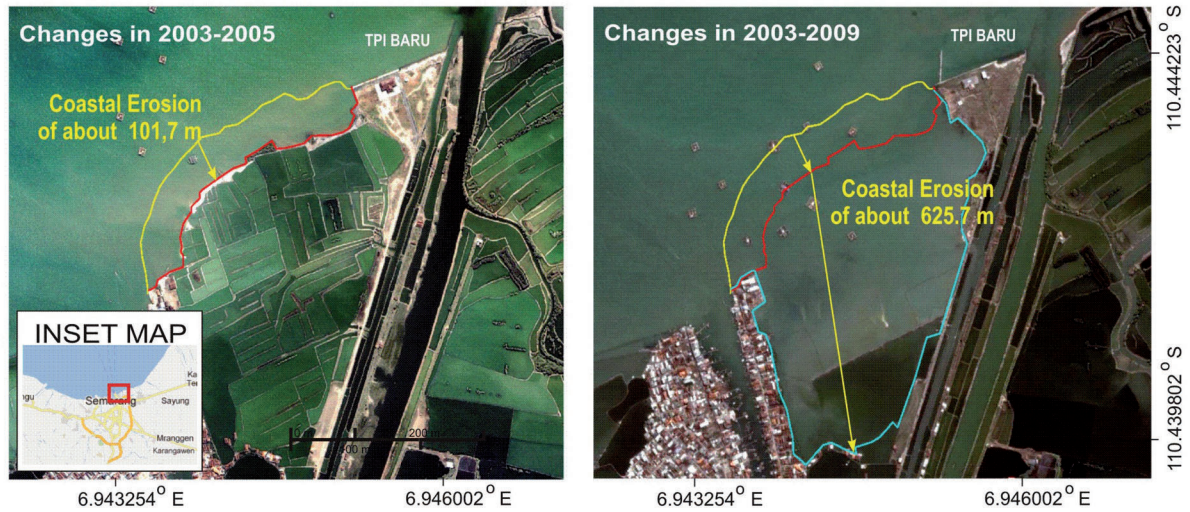 Changes in 2003-2005
TPI BARU
Coastal Erosion
of about 101,7 m
INSET MAP
Semarang
Sayung
Mranggen
Karangawen
6.943254° E
6.946002° E
Changes in 2003-2009
TPI BARU
Coastal Erosion
of about 625.7 m
110.444223° S
110.439802° S
6.943254° E
6.946002° E